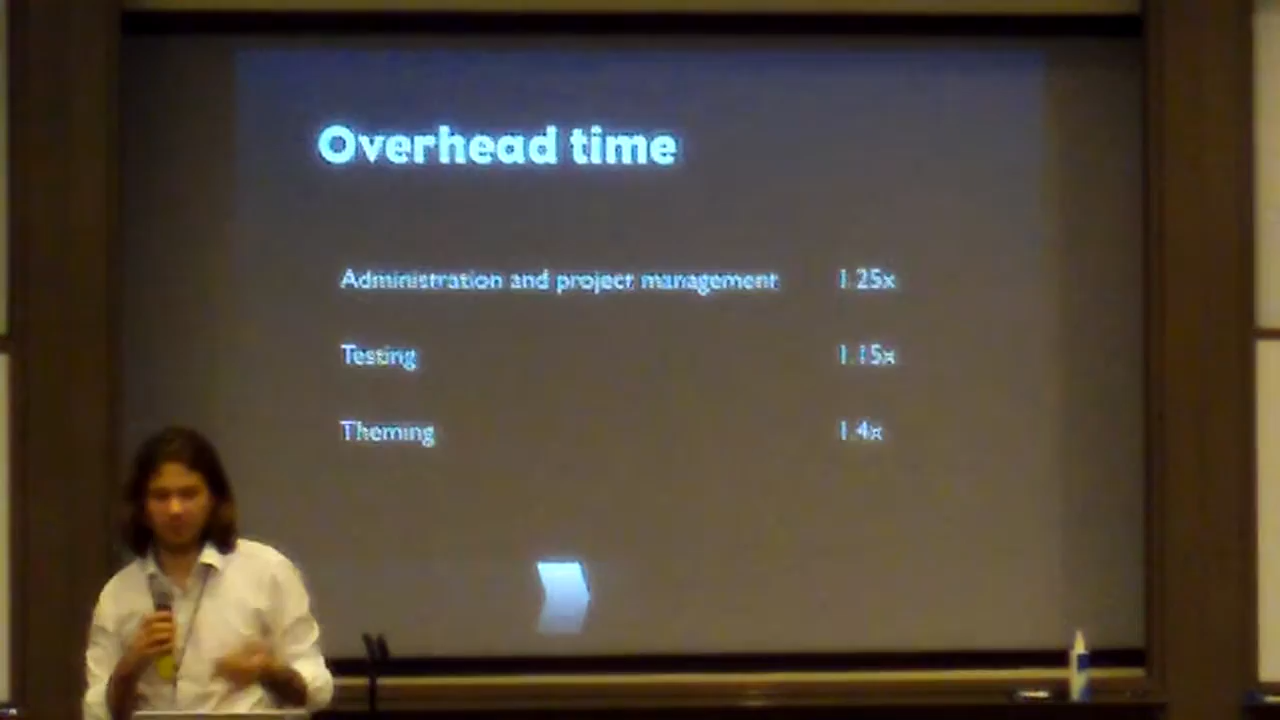 Overhead time
Administration and project management 1.25x
Testing 1.15x
Theming 1.4x